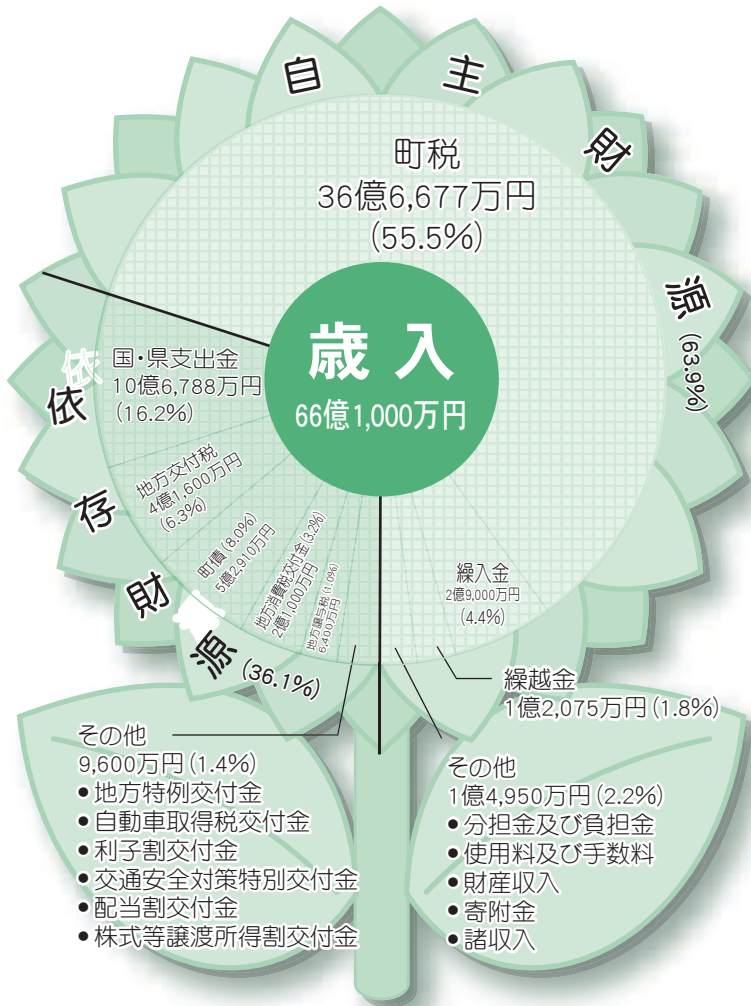 自主財源 (63.9%)
町税
36億6,677万円
(55.5%)
歳入
66億1,000万円
国・県支出金
10億6,788万円
(16.2%)
依存財源 (36.1%)
依
地方交付税
4億1,600万円
(6.3%)
町債(8.0%)
5億2,910万円
地方消費税交付金(3.2%)
2億1,000万円
地方譲与税(1.0%)
6,400万円
繰入金
2億9,000万円
(4.4%)
繰越金
1億2,075万円(1.8%)
その他
9,600万円(1.4%)
●地方特例交付金
●自動車取得税交付金
●利子割交付金
●交通安全対策特別交付金
●配当割交付金
●株式等譲渡所得割交付金
その他
1億4,950万円(2.2%)
●分担金及び負担金
●使用料及び手数料
●財産収入
●寄附金
●諸収入